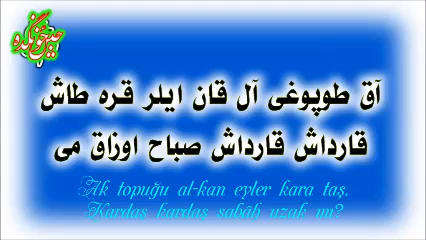 آق طوپوغی آل قان ایلر قره طاش
قارداش قارداش صباح اوزاق می
Ak topuğu al-kan eyler kara taş,
Kardaş kardaş sabâh uzak mı?